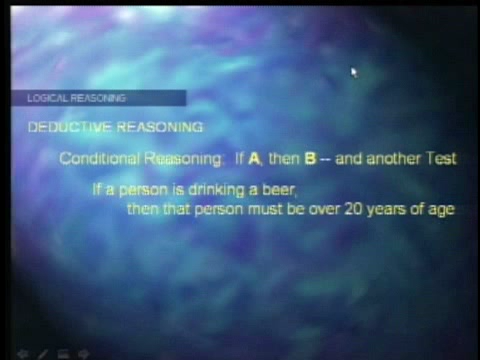 LOGICAL REASONING
DEDUCTIVE REASONING
Conditional Reasoning: If A, then B -- and another Test
If a person is drinking a beer,
then that person must be over 20 years of age